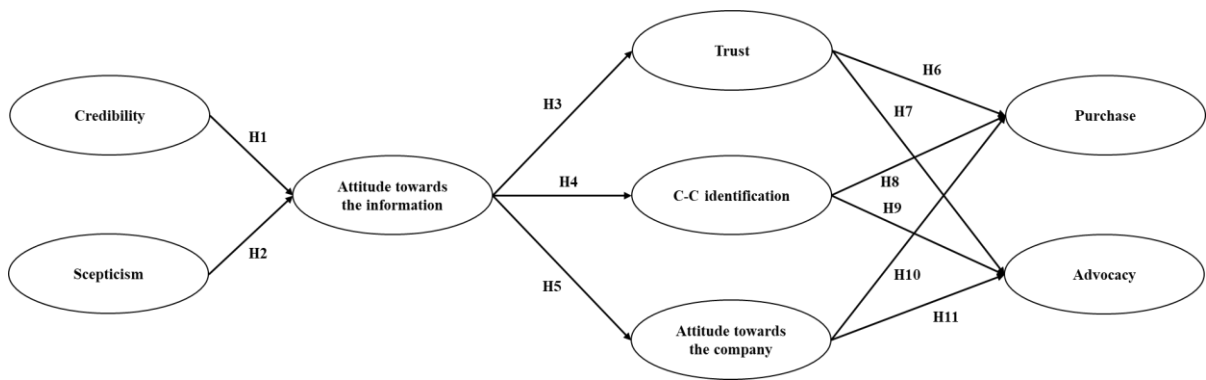 Trust
H6
Credibility
H3
H7
Purchase
H1
Attitude towards
the information
H4
C-C identification
H8
H9
H2
Scepticism
H5
H10
Advocacy
H11
Attitude towards
the company